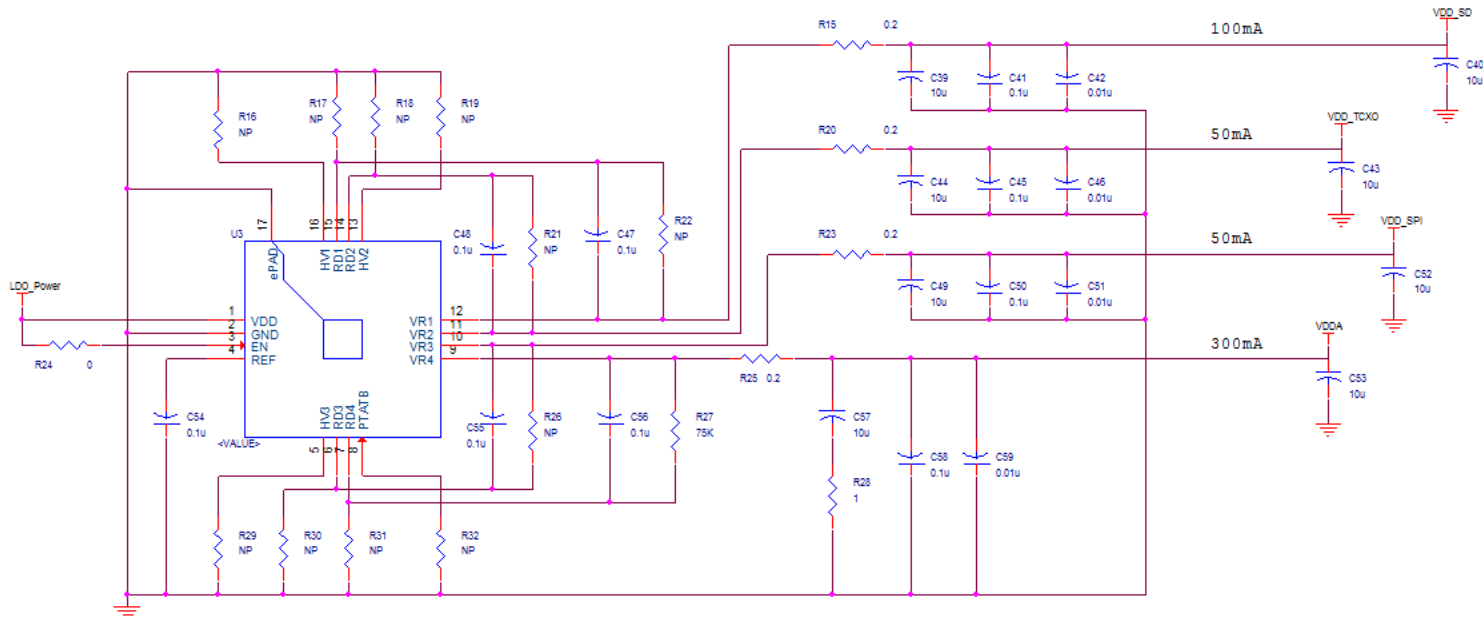 VDD_SD
R15 0.2
100mA
C39
10u
C41
0.1u
C42
0.01u
C40
10u
R16
NP
R17
NP
R18
NP
R19
NP
VDD_TCXO
R20 0.2
50mA
C44
10u
C45
0.1u
C46
0.01u
C43
10u
17
16
15
14
13
U3
ePAD
HV1
RD1
RD2
HV2
C48
0.1u
R21
NP
C47
0.1u
R22
NP
VDD_SPI
R23 0.2
50mA
C49
10u
C50
0.1u
C51
0.01u
C52
10u
LDO_Power
1 VDD
2 GND
3 EN
4 REF
VR1 12
VR2 11
VR3 10
VR4 9
R24 0
VDDA
300mA
R25 0.2
C53
10u
C54
0.1u
<VALUE>
HV3
RD3
RD4
PTATB
5
6
7
8
C55
0.1u
R26
NP
C56
0.1u
R27
75K
C57
10u
C58
0.1u
C59
0.01u
R28
1
R29
NP
R30
NP
R31
NP
R32
NP